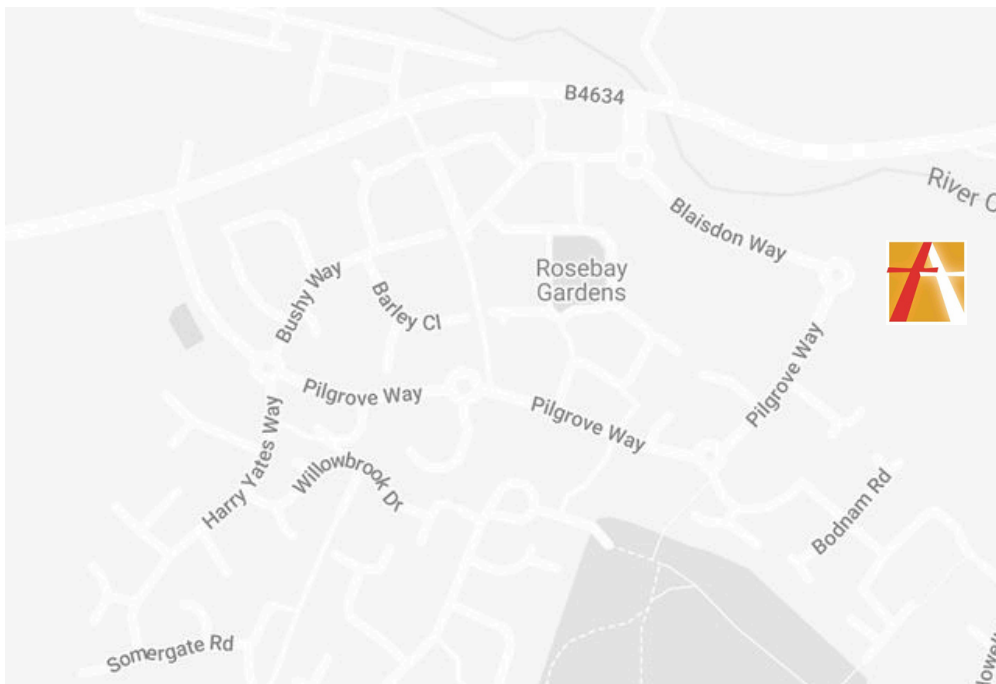 B4634
River C
Blaisdon Way
Rosebay
Gardens
Bushy Way
Barley Cl
Pilgrove Way
Pilgrove Way
Pilgrove Way
Harry Yates Way
Willowbrook Dr
Bodnam Rd
Somergate Rd